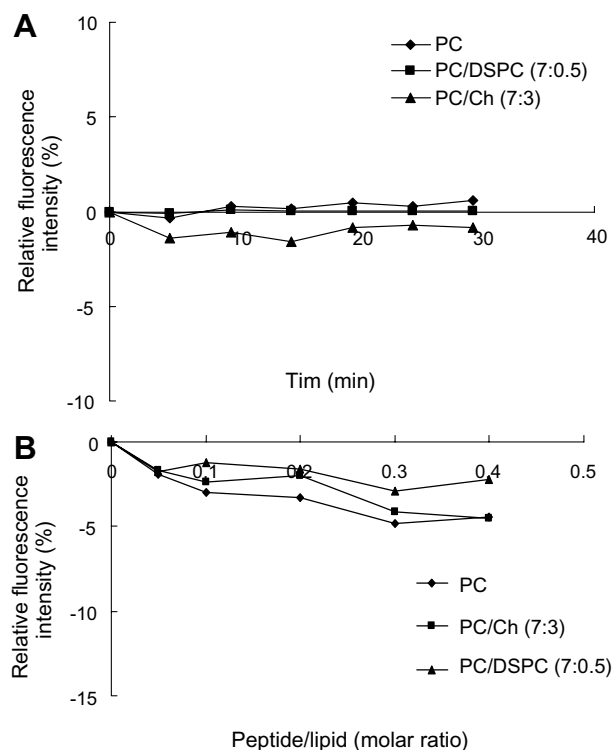 A
10
5
0
-5
-10
Relative fluorescence
intensity (%)
PC
PC/DSPC (7:0.5)
PC/Ch (7:3)
0
10
20
30
40
Tim (min)
B
0
-5
-10
-15
Relative fluorescence
intensity (%)
0
0.1
0.2
0.3
0.4
0.5
PC
PC/Ch (7:3)
PC/DSPC (7:0.5)
Peptide/lipid (molar ratio)